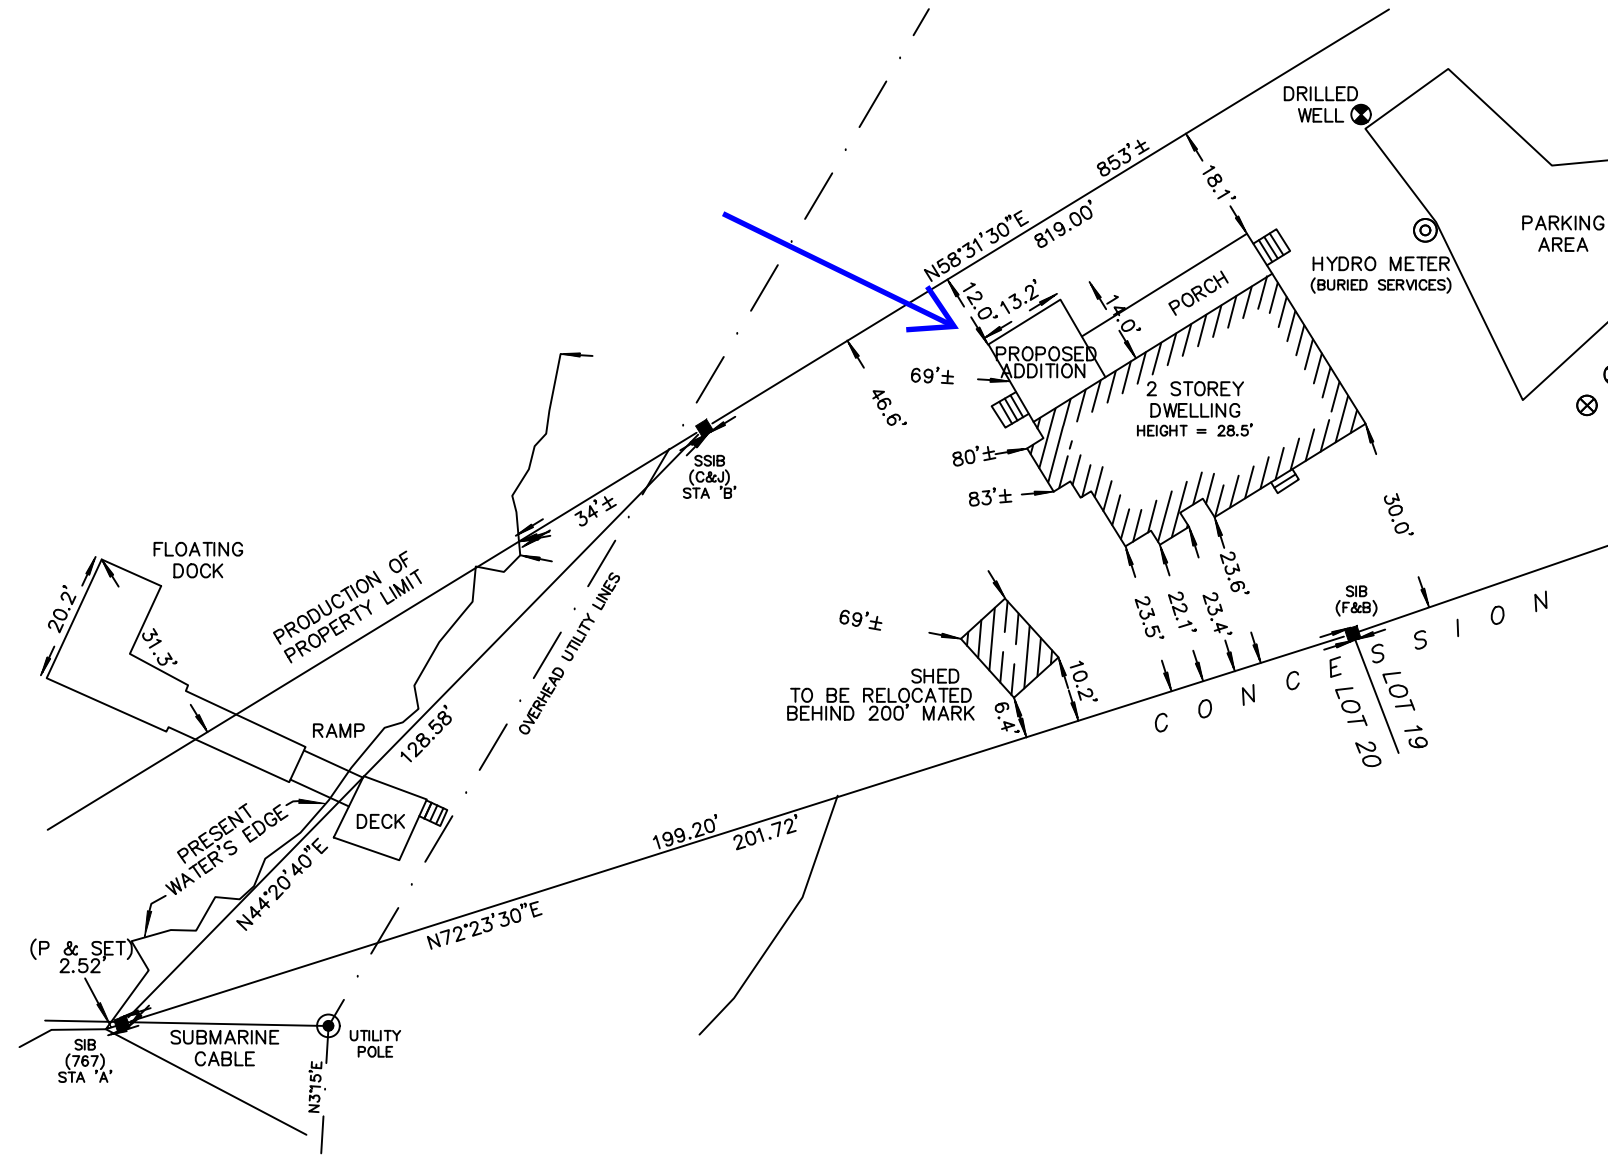 DRILLED
WELL
853'±
18.1'
PARKING
AREA
N58°31'30"E
819.00'
HYDRO METER
(BURIED SERVICES)
12.0'
13.2'
14.0'
PORCH
PROPOSED
ADDITION
69'±
46.6'
2 STOREY
DWELLING
HEIGHT = 28.5'
80'±
83'±
SSIB
(C&J)
STA 'B'
34'±
30.0'
FLOATING
DOCK
20.2'
31.3'
PRODUCTION OF
PROPERTY LIMIT
OVERHEAD UTILITY LINES
23.5'
22.1'
23.4'
23.6'
SIB
(F&B)
69'±
SHED
TO BE RELOCATED
BEHIND 200' MARK
10.2'
6.4'
CONCESSION
LOT 20
LOT 19
RAMP
128.58'
DECK
PRESENT
WATER'S EDGE
N44°20'40"E
199.20'
201.72'
N72°23'30"E
(P & SET)
2.52'
SIB
(767)
STA 'A'
SUBMARINE
CABLE
UTILITY
POLE
N3°15'E